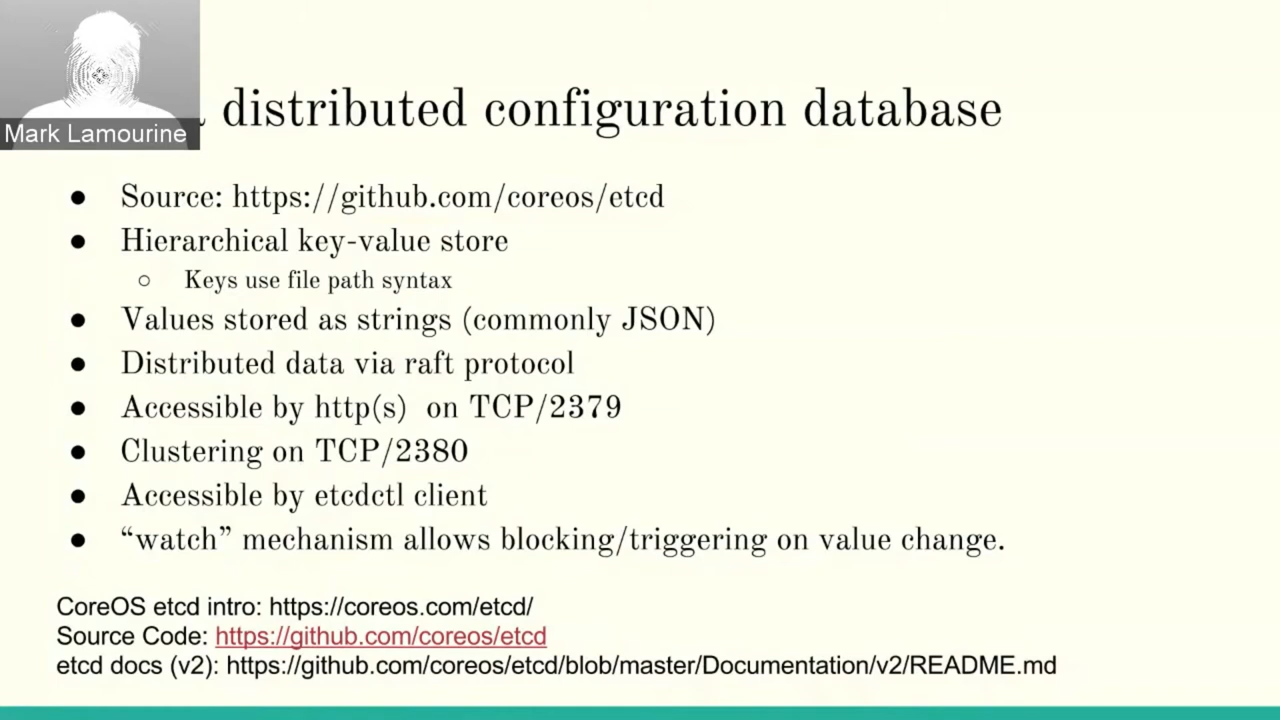 distributed configuration database
Mark Lamourine
● Source: https://github.com/coreos/etcd
● Hierarchical key-value store
○ Keys use file path syntax
● Values stored as strings (commonly JSON)
● Distributed data via raft protocol
● Accessible by http(s)  on TCP/2379
● Clustering on TCP/2380
● Accessible by etcdctl client
● “watch” mechanism allows blocking/triggering on value change.
CoreOS etcd intro: https://coreos.com/etcd/
Source Code: https://github.com/coreos/etcd
etcd docs (v2): https://github.com/coreos/etcd/blob/master/Documentation/v2/README.md